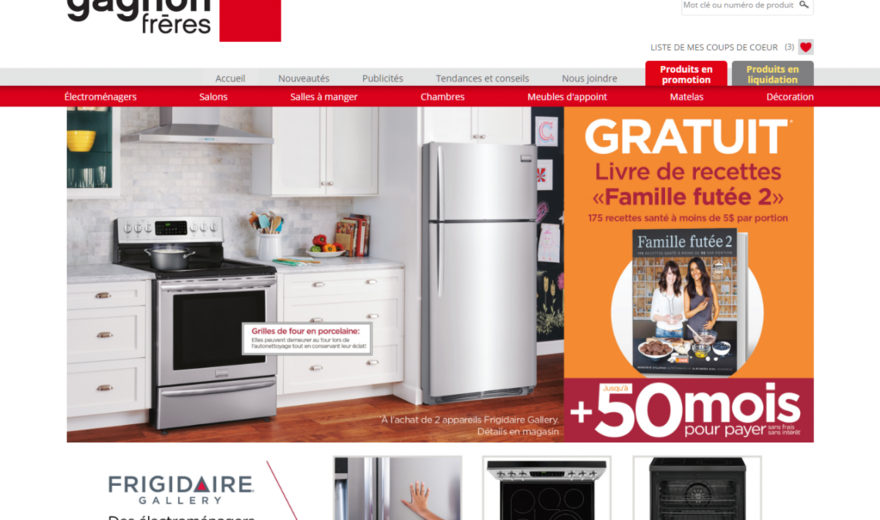 gagnon
frères
Mot clé ou numéro de produit
LISTE DE MES COUPS DE COEUR (3)
Accueil Nouveautés Publicités Tendances et conseils Nous joindre
Produits en
promotion
Produits en
liquidation
Électroménagers Salons Salles à manger Chambres Meubles d'appoint Matelas Décoration
GRATUIT*
Livre de recettes
«Famille futée 2»
175 recettes santé à moins de 5$ par portion
Famille futée 2
Grilles de four en porcelaine:
Elles peuvent demeurer au four lors de
l'autonettoyage tout en conservant leur éclat!
*À l'achat de 2 appareils Frigidaire Gallery.
Détails en magasin
Jusqu'à
+50 mois
pour payer sans frais
sans intérêt
FRIGIDAIRE
GALLERY
Des électroménagers